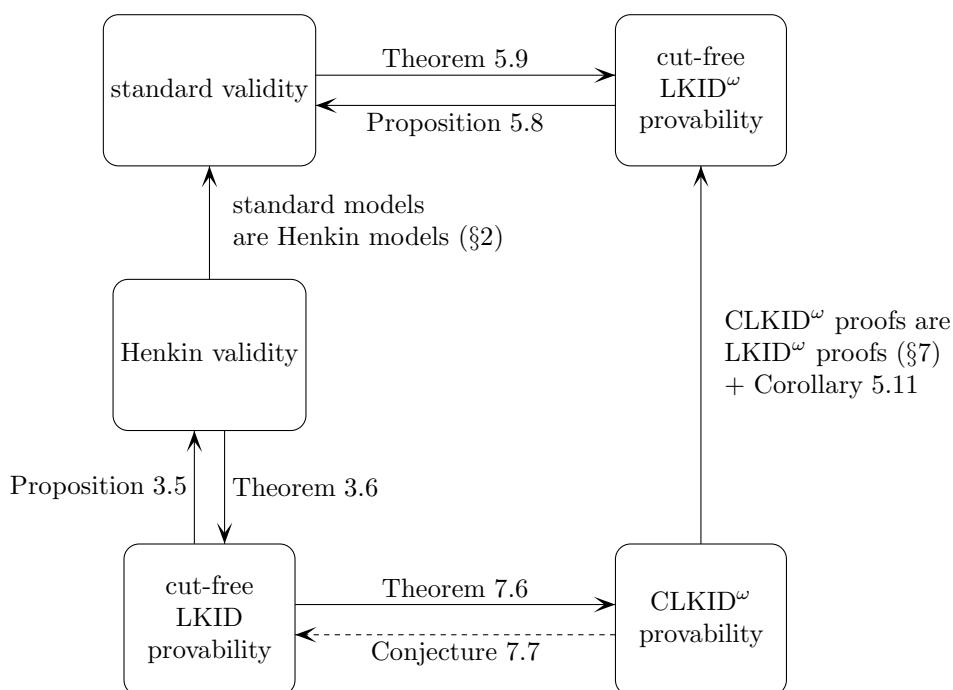 standard validity
Theorem 5.9
Proposition 5.8
cut-free
LKID^ω
provability
standard models
are Henkin models (§2)
Henkin validity
CLKID^ω proofs are
LKID^ω proofs (§7)
+ Corollary 5.11
Proposition 3.5
Theorem 3.6
cut-free
LKID
provability
Theorem 7.6
Conjecture 7.7
CLKID^ω
provability